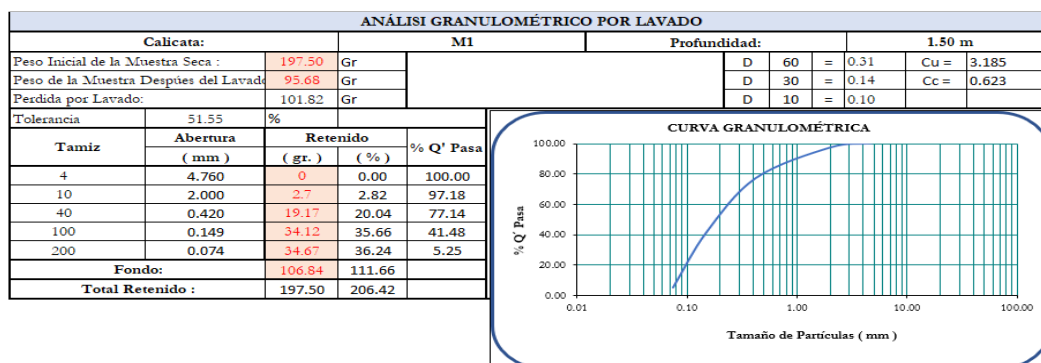 ANÁLISI GRANULOMÉTRICO POR LAVADO
Calicata: M1 Profundidad: 1.50 m
Peso Inicial de la Muestra Seca : 197.50 Gr D 60 = 0.31 Cu = 3.185
Peso de la Muestra Despúes del Lavado 95.68 Gr D 30 = 0.14 Cc = 0.623
Perdida por Lavado: 101.82 Gr D 10 = 0.10
Tolerancia 51.55 %
Tamiz Abertura Retenido % Q' Pasa
( mm ) ( gr. ) ( % )
4 4.760 0 0.00 100.00
10 2.000 2.7 2.82 97.18
40 0.420 19.17 20.04 77.14
100 0.149 34.12 35.66 41.48
200 0.074 34.67 36.24 5.25
Fondo: 106.84 111.66
Total Retenido : 197.50 206.42
CURVA GRANULOMÉTRICA
% Q' Pasa
100.00
80.00
60.00
40.00
20.00
0.00
0.01 0.10 1.00 10.00 100.00
Tamaño de Partículas ( mm )